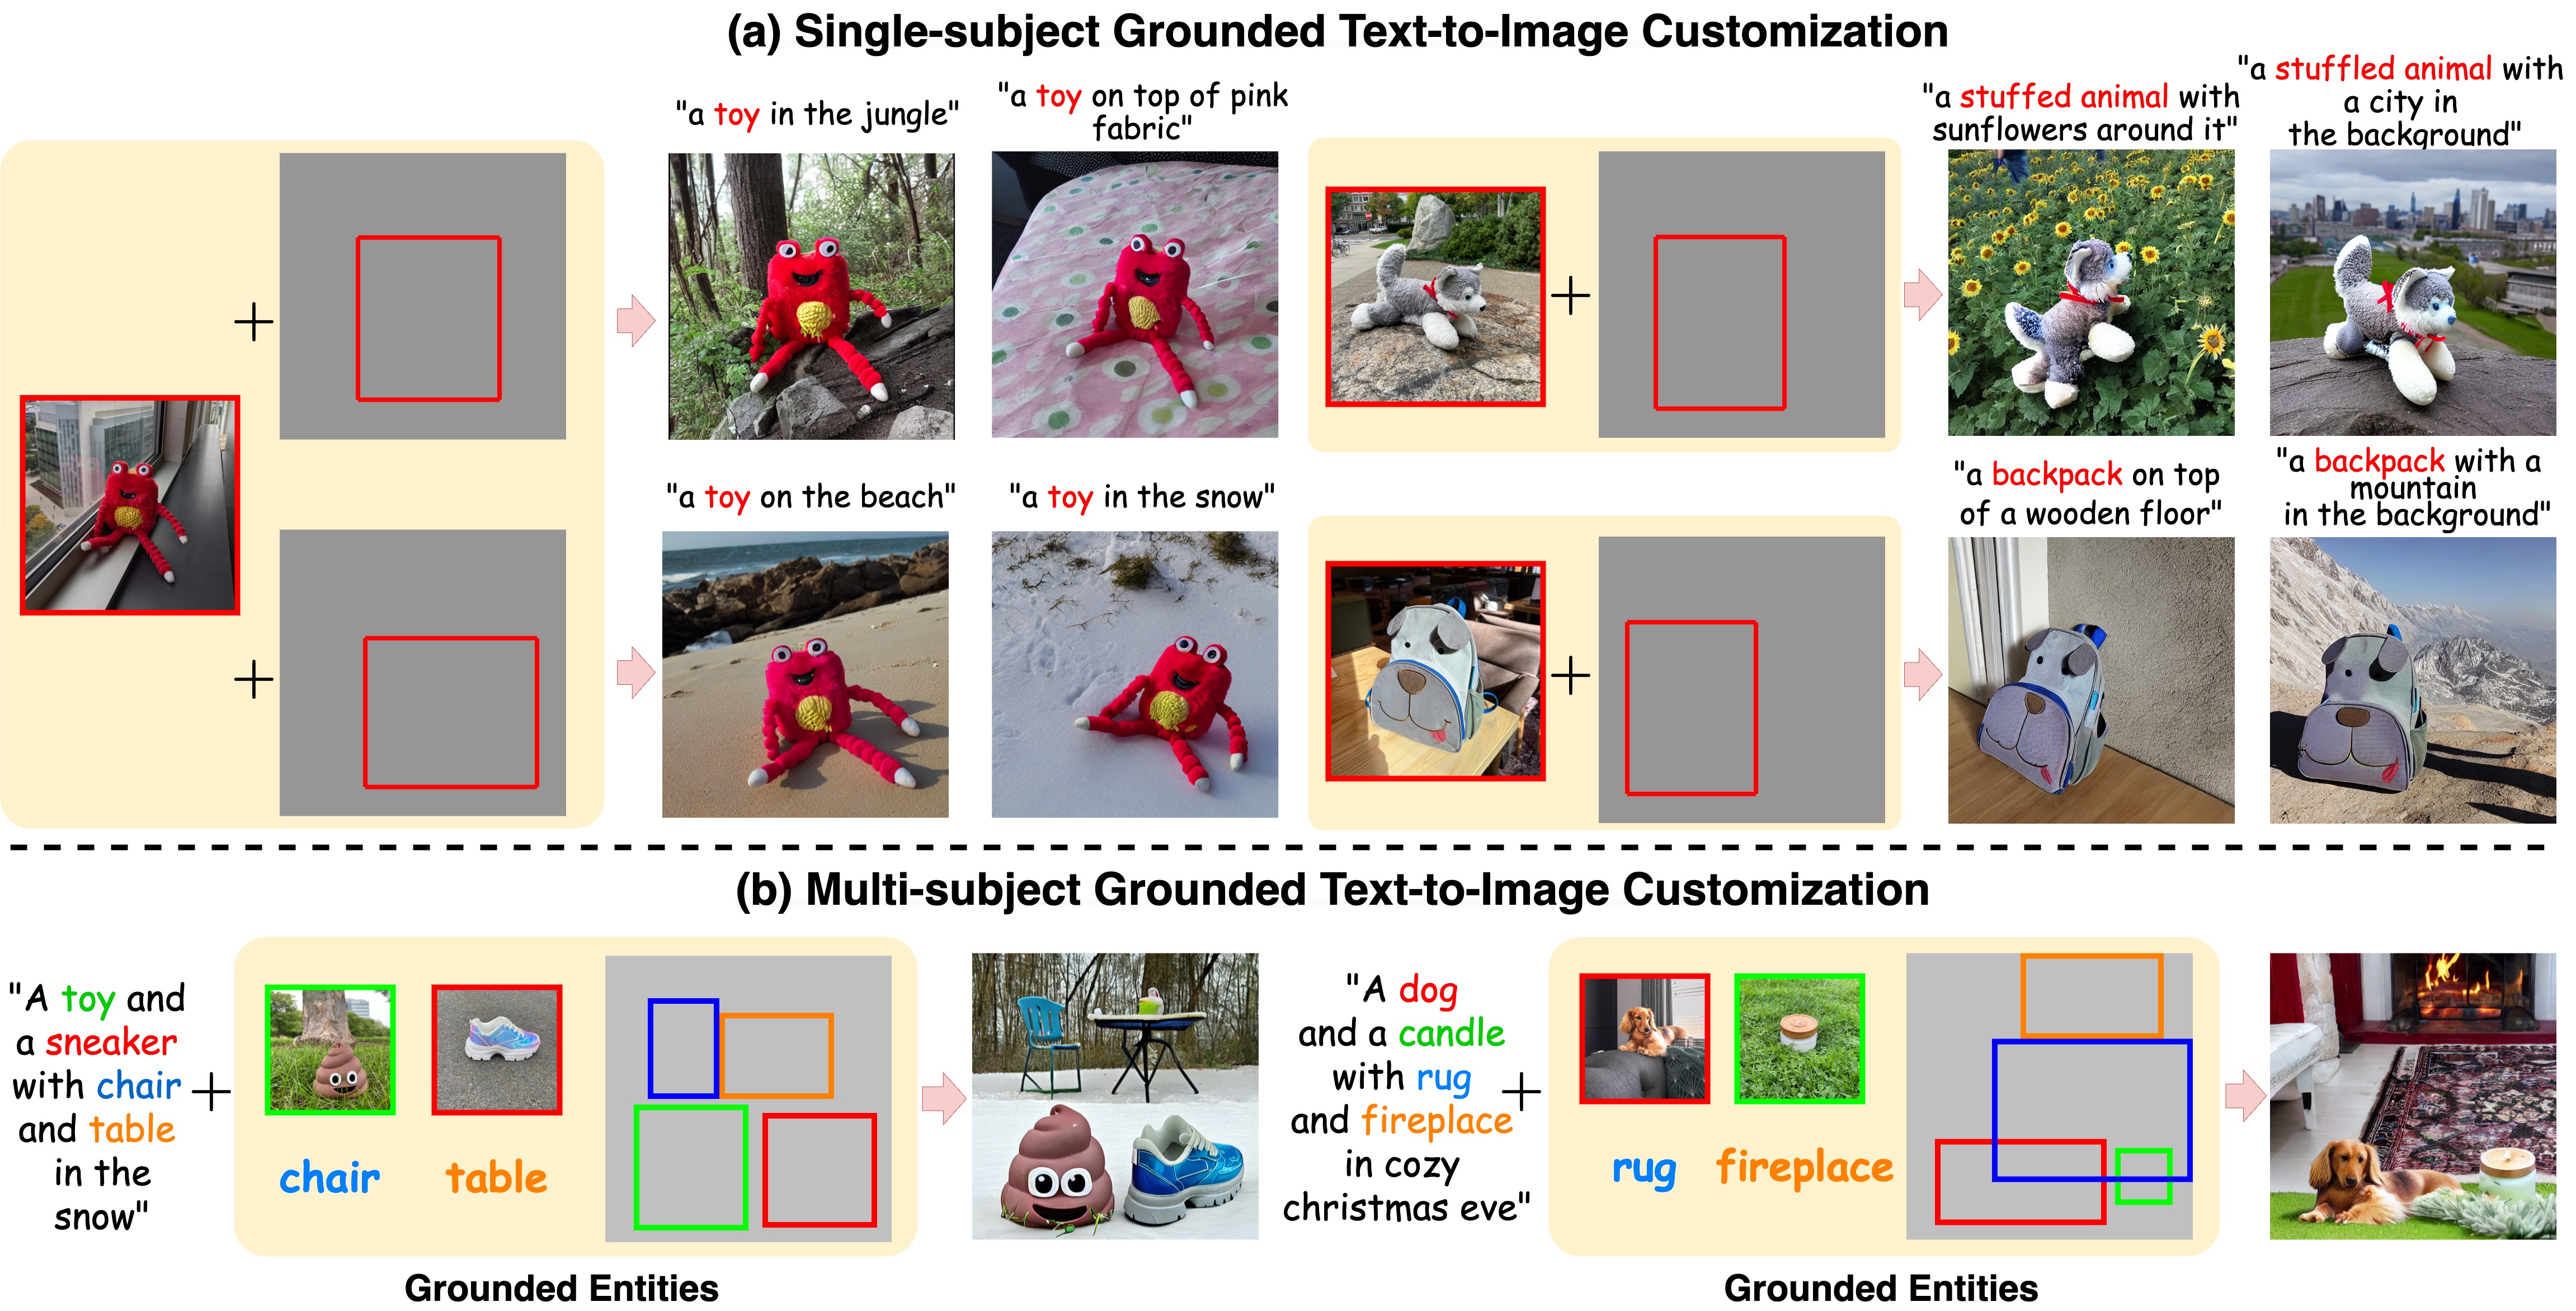 (a) Single-subject Grounded Text-to-Image Customization
"a toy in the jungle"
"a toy on top of pink
fabric"
"a stuffed animal with
sunflowers around it"
"a stuffled animal with
a city in
the background"
"a toy on the beach"
"a toy in the snow"
"a backpack on top
of a wooden floor"
"a backpack with a
mountain
in the background"
(b) Multi-subject Grounded Text-to-Image Customization
"A toy and
a sneaker
with chair
and table
in the
snow"
chair
table
Grounded Entities
"A dog
and a candle
with rug
and fireplace
in cozy
christmas eve"
rug
fireplace
Grounded Entities